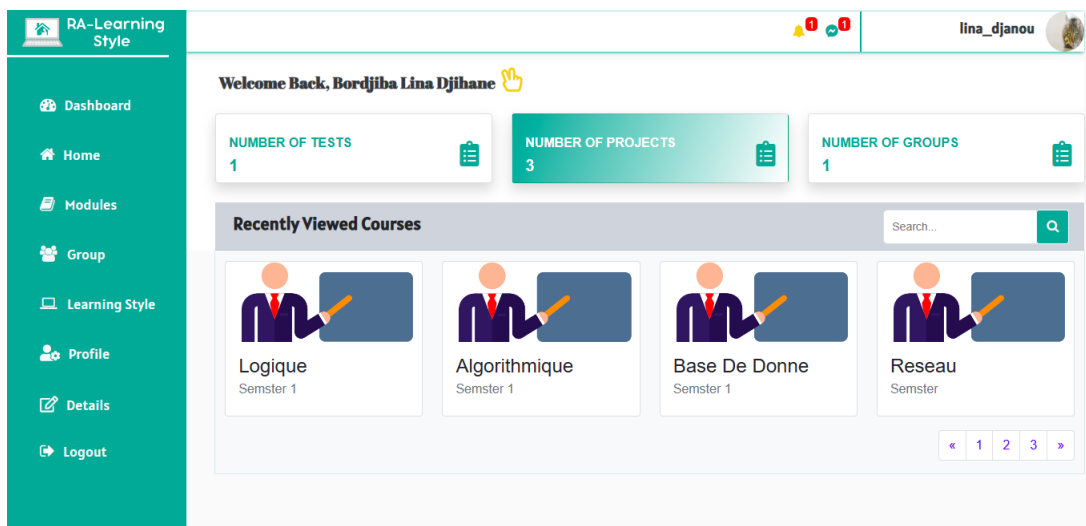 RA-Learning
Style
1 1
lina_djanou
Welcome Back, Bordjiba Lina Djihane
Dashboard
Home
Modules
Group
Learning Style
Profile
Details
Logout
NUMBER OF TESTS
1
NUMBER OF PROJECTS
3
NUMBER OF GROUPS
1
Recently Viewed Courses
Search...
Logique
Semster 1
Algorithmique
Semster 1
Base De Donne
Semster 1
Reseau
Semster
« 1 2 3 »